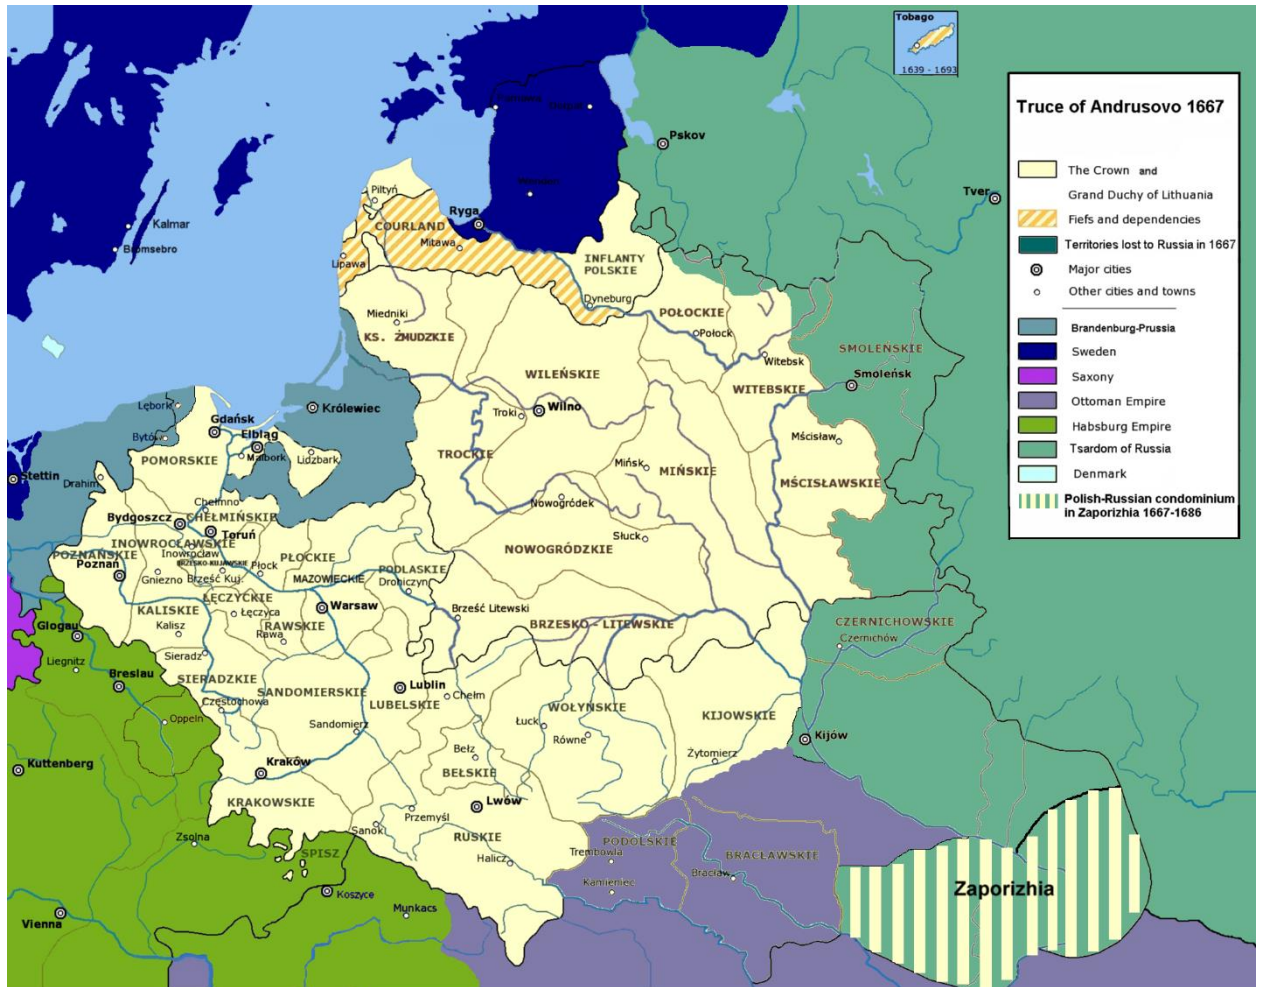 Tobago
1639 - 1693
Truce of Andrusovo 1667
The Crown and
Grand Duchy of Lithuania
Fiefs and dependencies
Territories lost to Russia in 1667
Major cities
Other cities and towns
Brandenburg-Prussia
Sweden
Saxony
Ottoman Empire
Habsburg Empire
Tsardom of Russia
Denmark
Polish-Russian condominium
in Zaporizhia 1667-1686
Pskov
Tver
Piltyń
Kalmar
Bromsebro
Ryga
COURLAND
Mitawa
Lipawa
INFLANTY
POLSKIE
Dyneburg
Miedniki
KS. ŻMUDZKIE
POŁOCKIE
Połock
Witebsk
SMOLEŃSKIE
Smoleńsk
WILEŃSKIE
WITEBSKIE
Troki
Wilno
Lębork
Królewiec
Gdańsk
Bytów
Elbląg
Malbork
Lidzbark
POMORSKIE
TROCKIE
Mścisław
Mińsk
MIŃSKIE
MŚCISŁAWSKIE
Stettin
Drahim
Chełmno
Nowogródek
Bydgoszcz
CHEŁMIŃSKIE
Toruń
INOWROCŁAWSKIE
Inowrocław
Słuck
NOWOGRÓDZKIE
POZNAŃSKIE
Poznań
BRZESKO-KUJAWSKIE
PŁOCKIE
Płock
Gniezno
Brześć Kuj.
MAZOWIECKIE
PODLASKIE
Drohiczyn
ŁĘCZYCKIE
KALISKIE
Łęczyca
Warsaw
Brześć Litewski
Kalisz
RAWSKIE
Rawa
BRZESKO - LITEWSKIE
CZERNICHOWSKIE
Czernichów
Glogau
Liegnitz
Sieradz
Breslau
SIERADZKIE
SANDOMIERSKIE
Lublin
LUBELSKIE
Chełm
Częstochowa
Oppeln
Sandomierz
WOŁYŃSKIE
Łuck
Równe
KIJOWSKIE
Kijów
Żytomierz
Bełz
BEŁSKIE
Kuttenberg
Kraków
KRAKOWSKIE
Lwów
Przemyśl
Sanok
RUSKIE
Zsolna
SPISZ
Halicz
PODOLSKIE
Trembowla
Kamieniec
BRACŁAWSKIE
Bracław
Zaporizhia
Koszyce
Munkacs
Vienna